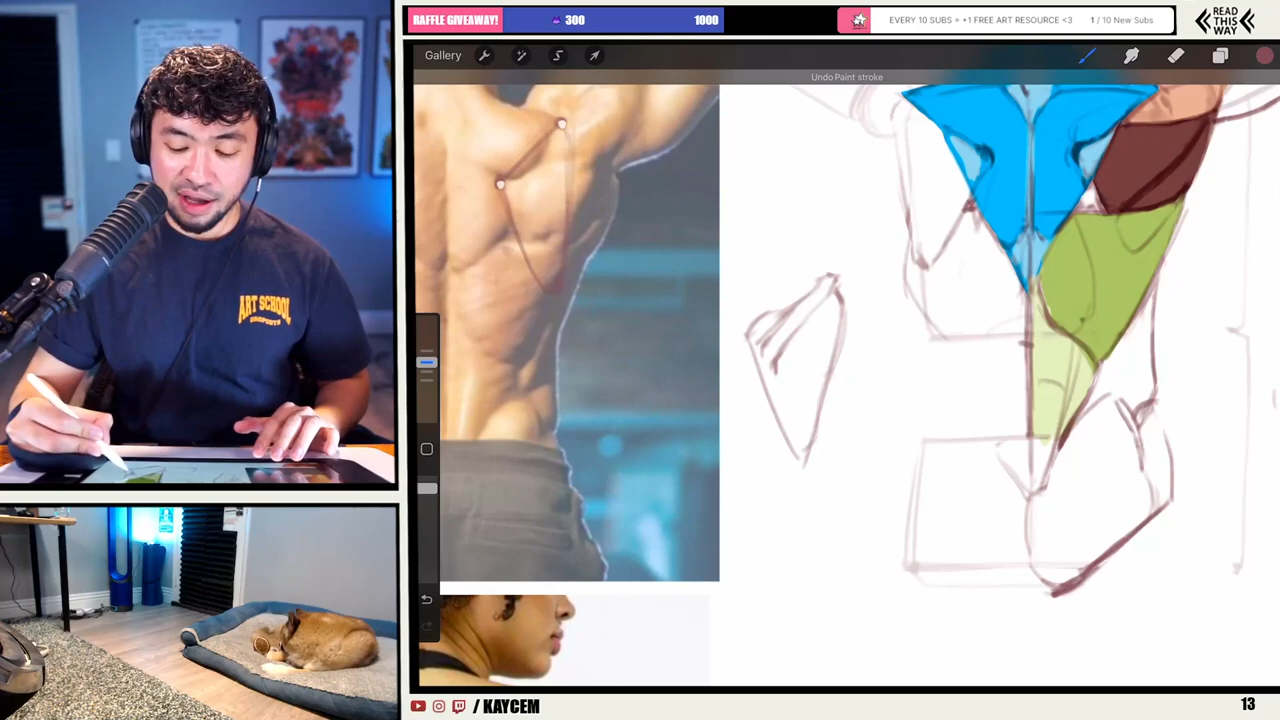 RAFFLE GIVEAWAY!
300
1000
EVERY 10 SUBS = +1 FREE ART RESOURCE <3
1 / 10 New Subs
READ
THIS
WAY
Gallery
Undo Paint stroke
ART SCHOOL
DROPOUTS
/ KAYCEM
13